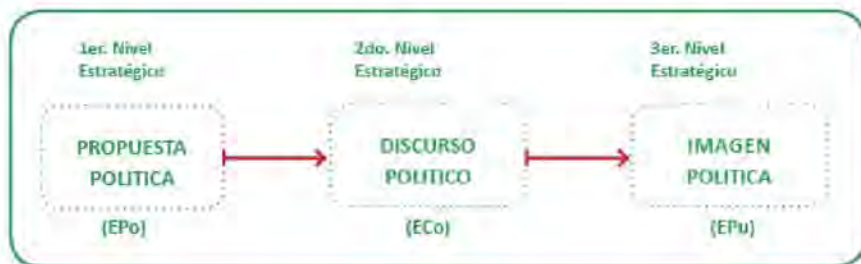 1er. Nivel
Estratégico
2do. Nivel
Estratégico
3er. Nivel
Estratégico
PROPUESTA
POLITICA
DISCURSO
POLITICO
IMAGEN
POLITICA
(EPo)
(ECo)
(EPu)